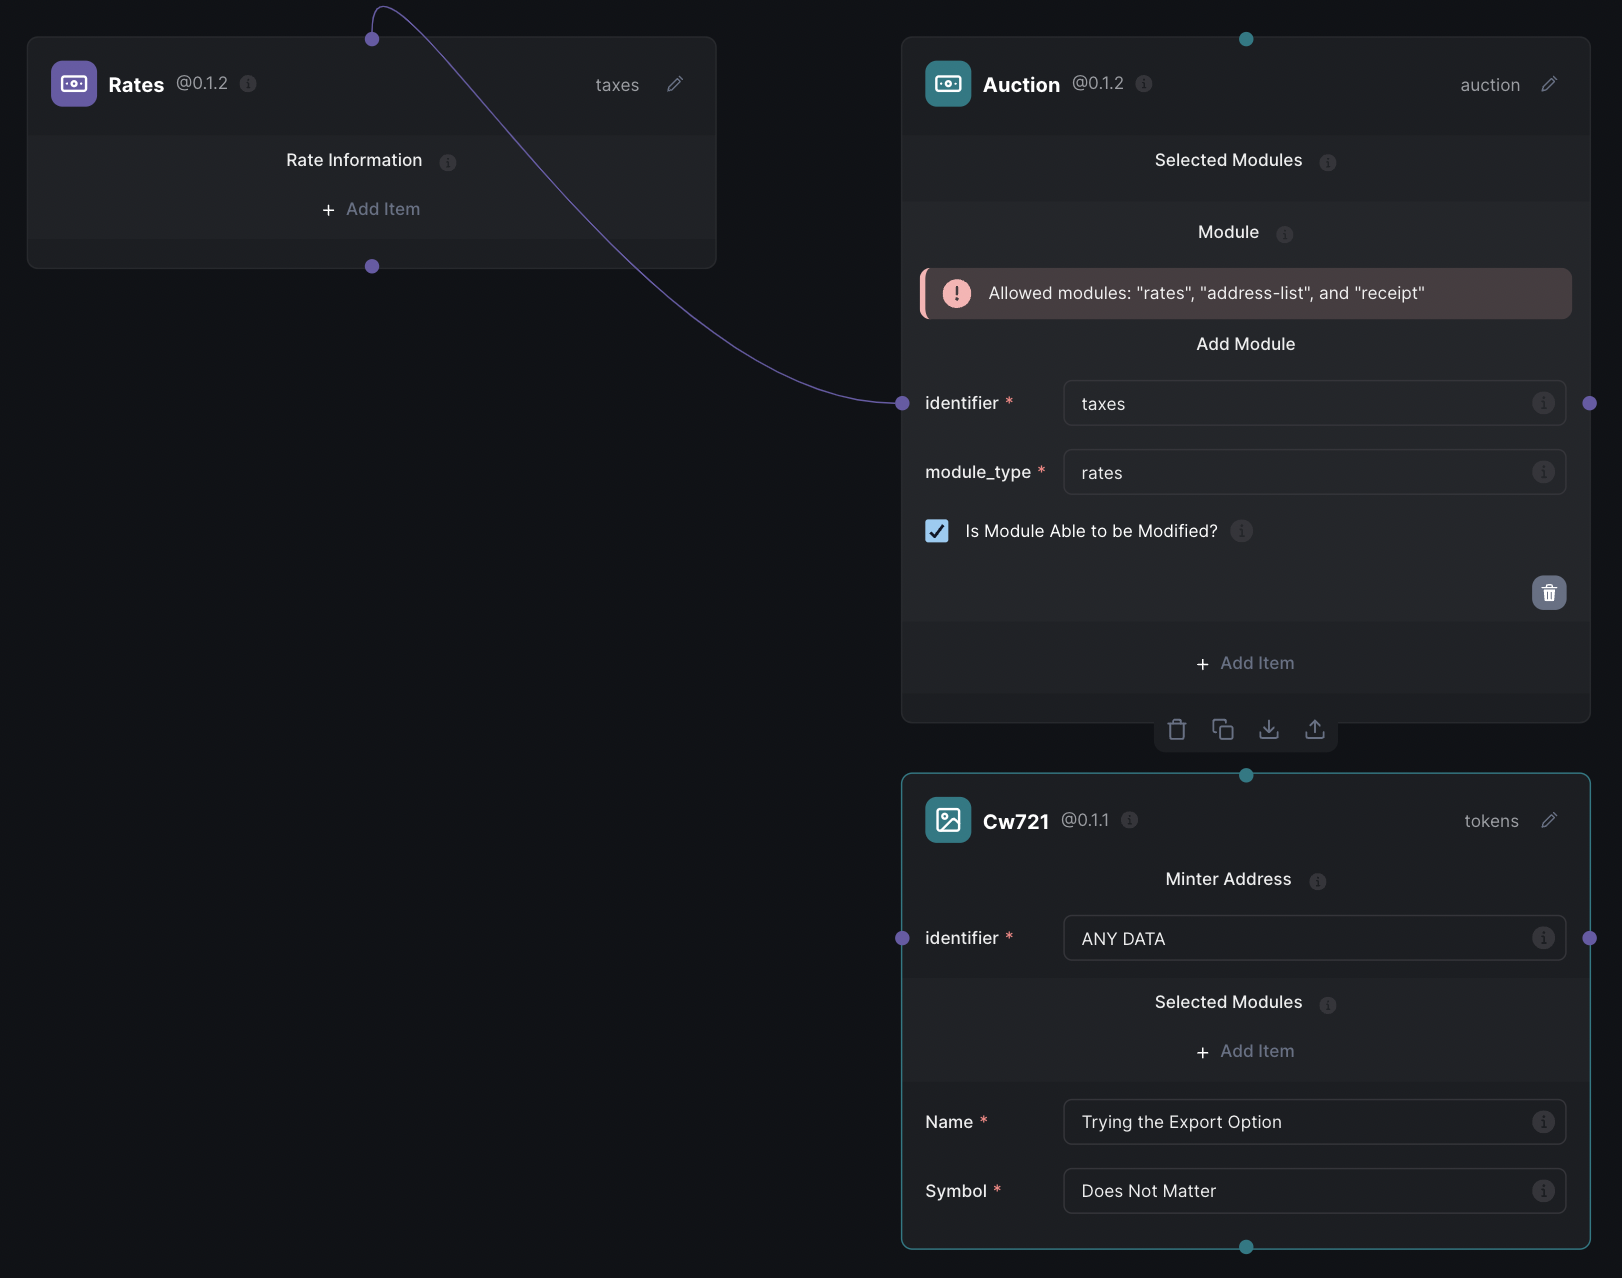 Rates @0.1.2
taxes
Rate Information
+ Add Item
Auction @0.1.2
auction
Selected Modules
Module
Allowed modules: "rates", "address-list", and "receipt"
Add Module
identifier *
taxes
module_type *
rates
Is Module Able to be Modified?
+ Add Item
Cw721 @0.1.1
tokens
Minter Address
identifier *
ANY DATA
Selected Modules
+ Add Item
Name *
Trying the Export Option
Symbol *
Does Not Matter